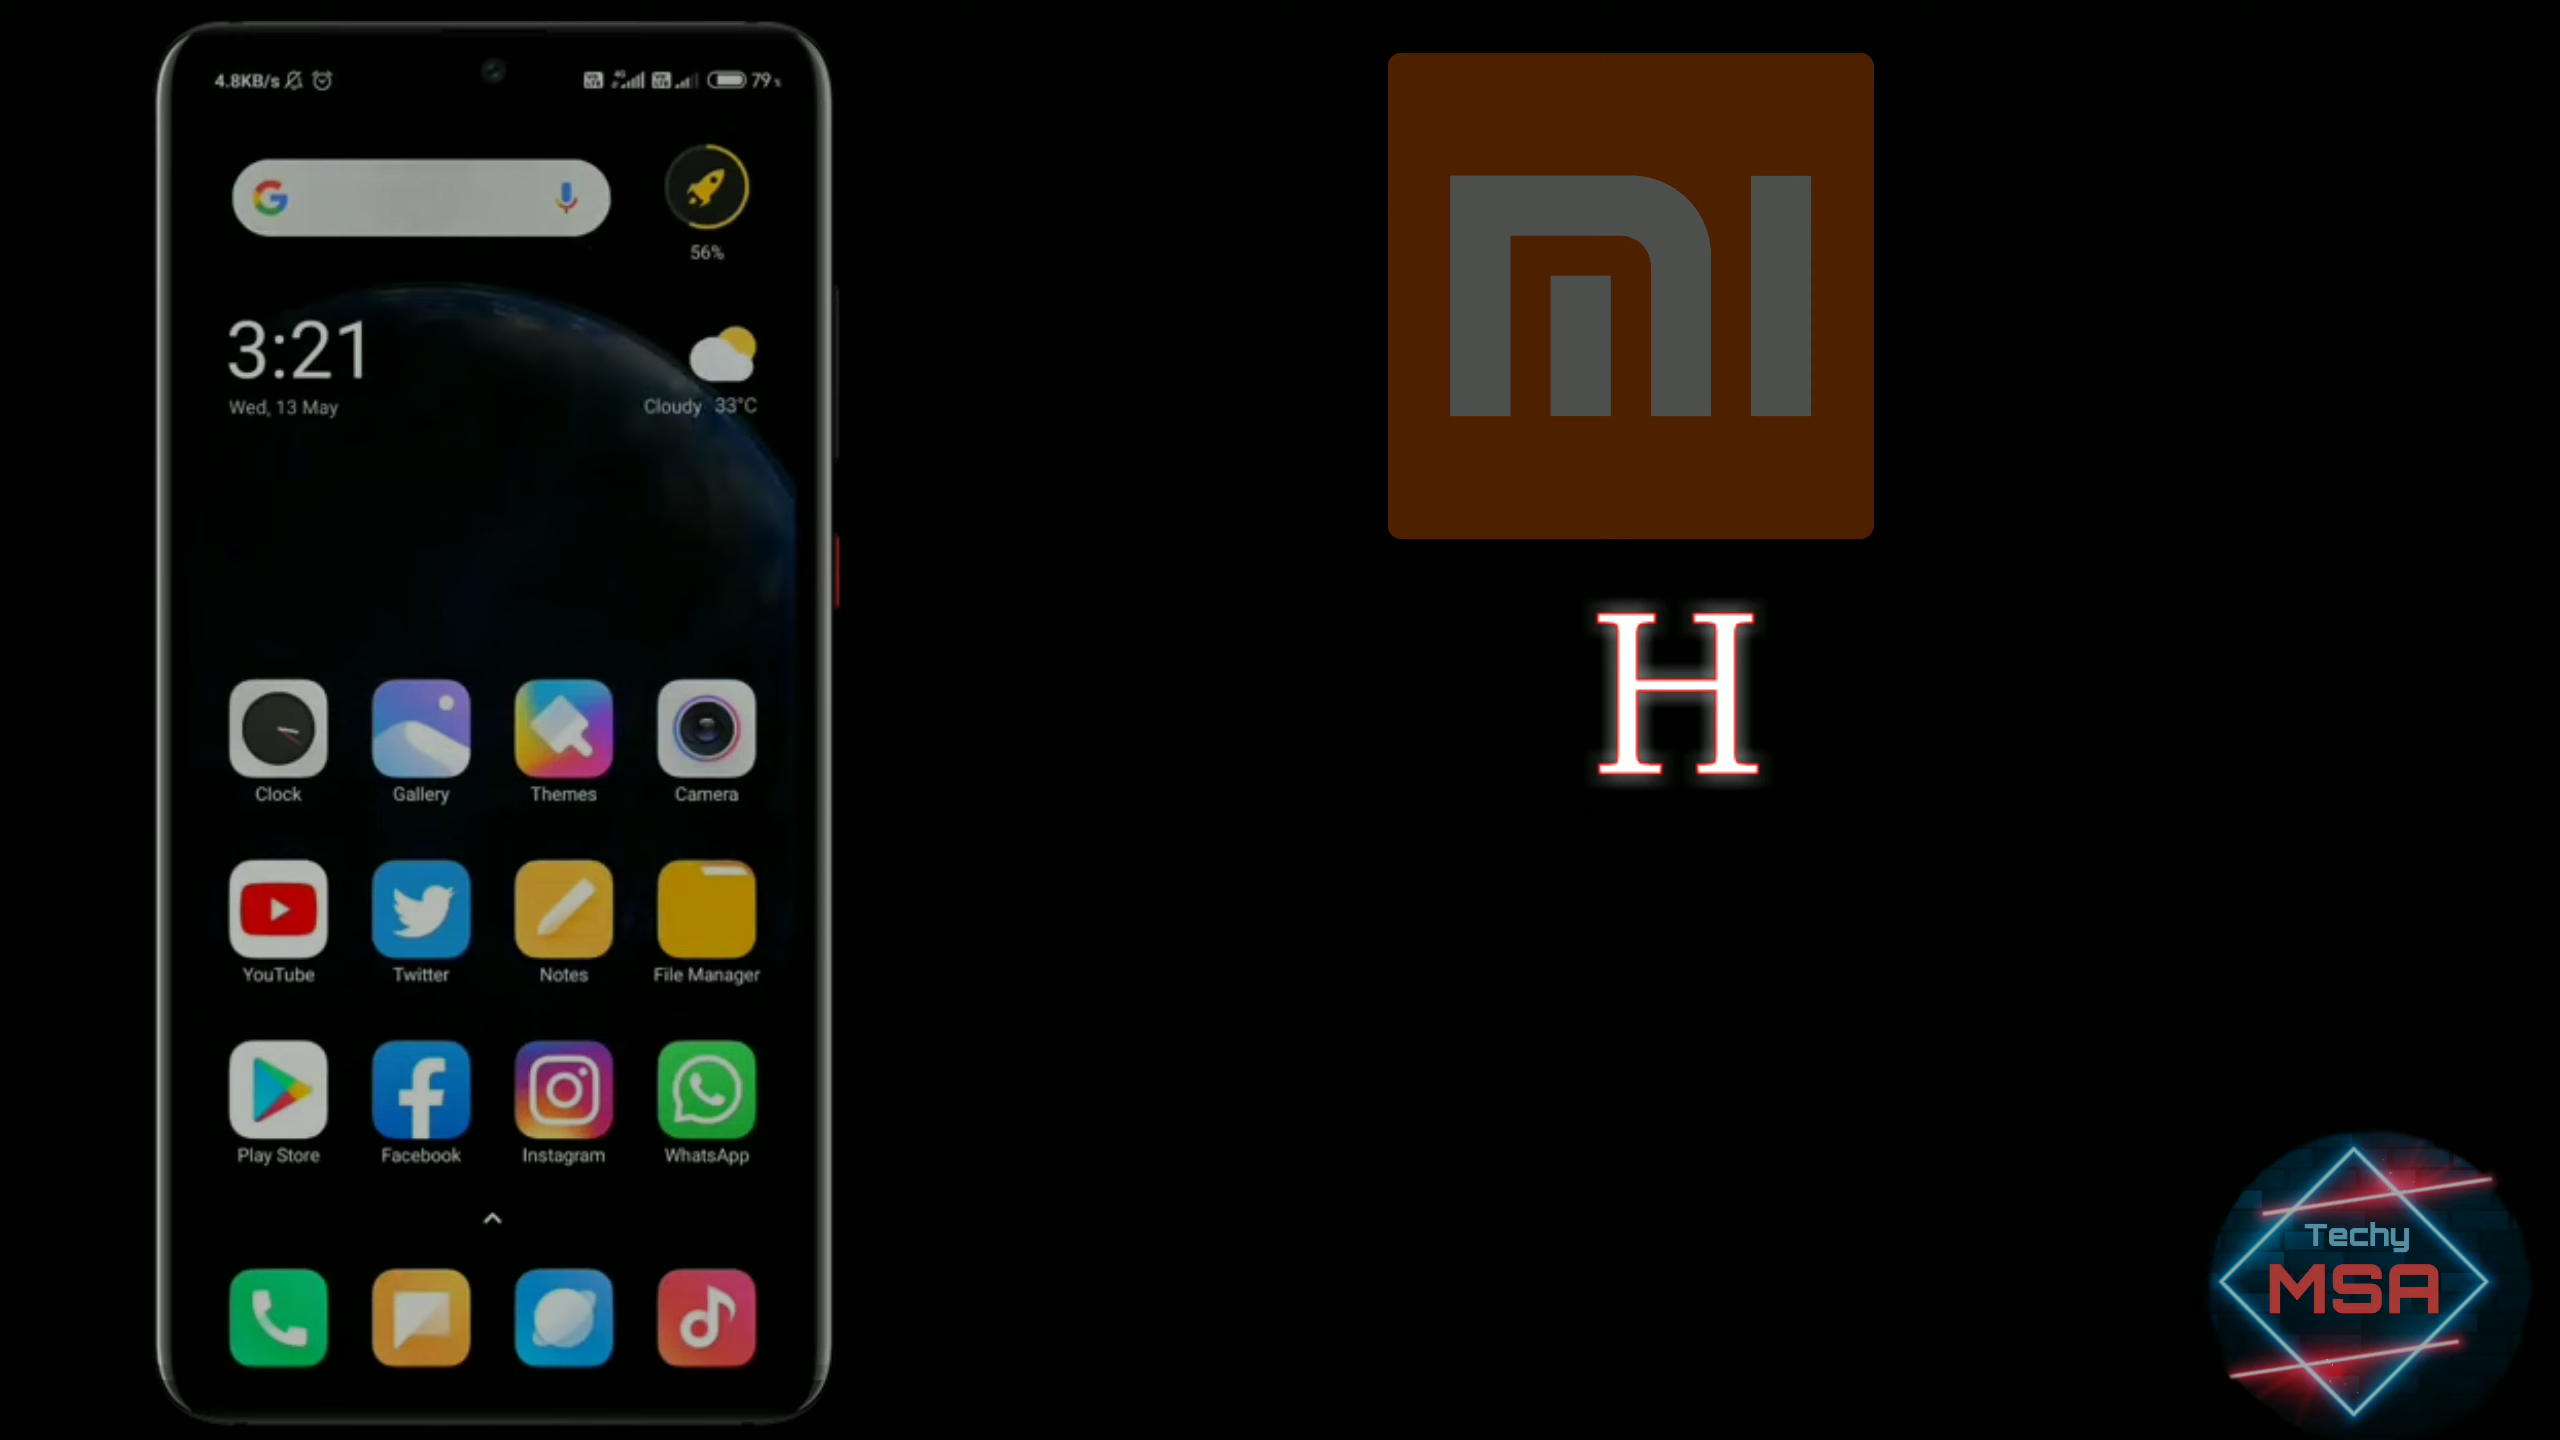 4.8KB/s
79%
56%
3:21
Wed, 13 May
Cloudy 33°C
Clock
Gallery
Themes
Camera
YouTube
Twitter
Notes
File Manager
Play Store
Facebook
Instagram
WhatsApp
MI
H
Techy
MSA